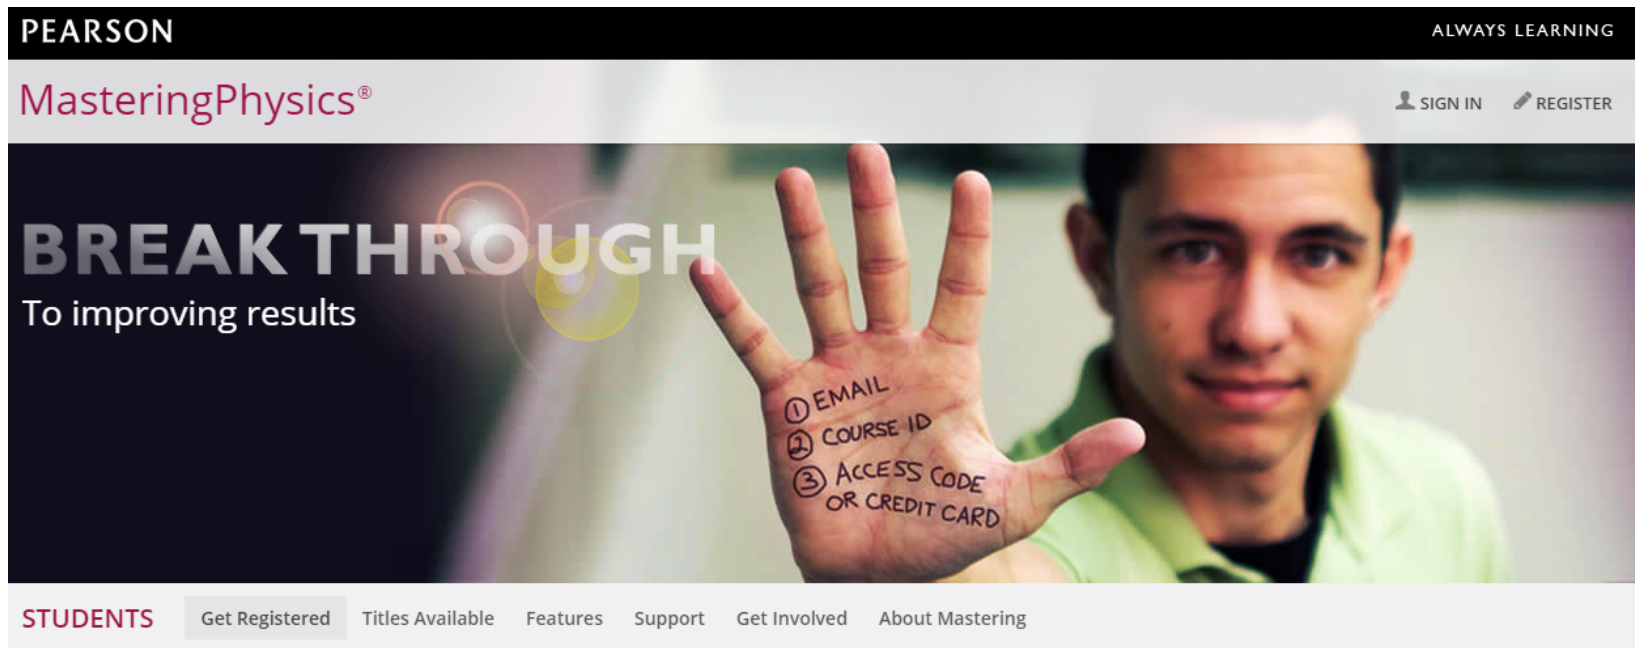 PEARSON
ALWAYS LEARNING
MasteringPhysics®
SIGN IN
REGISTER
BREAKTHROUGH
To improving results
① EMAIL
② COURSE ID
③ ACCESS CODE
OR CREDIT CARD
STUDENTS
Get Registered
Titles Available
Features
Support
Get Involved
About Mastering